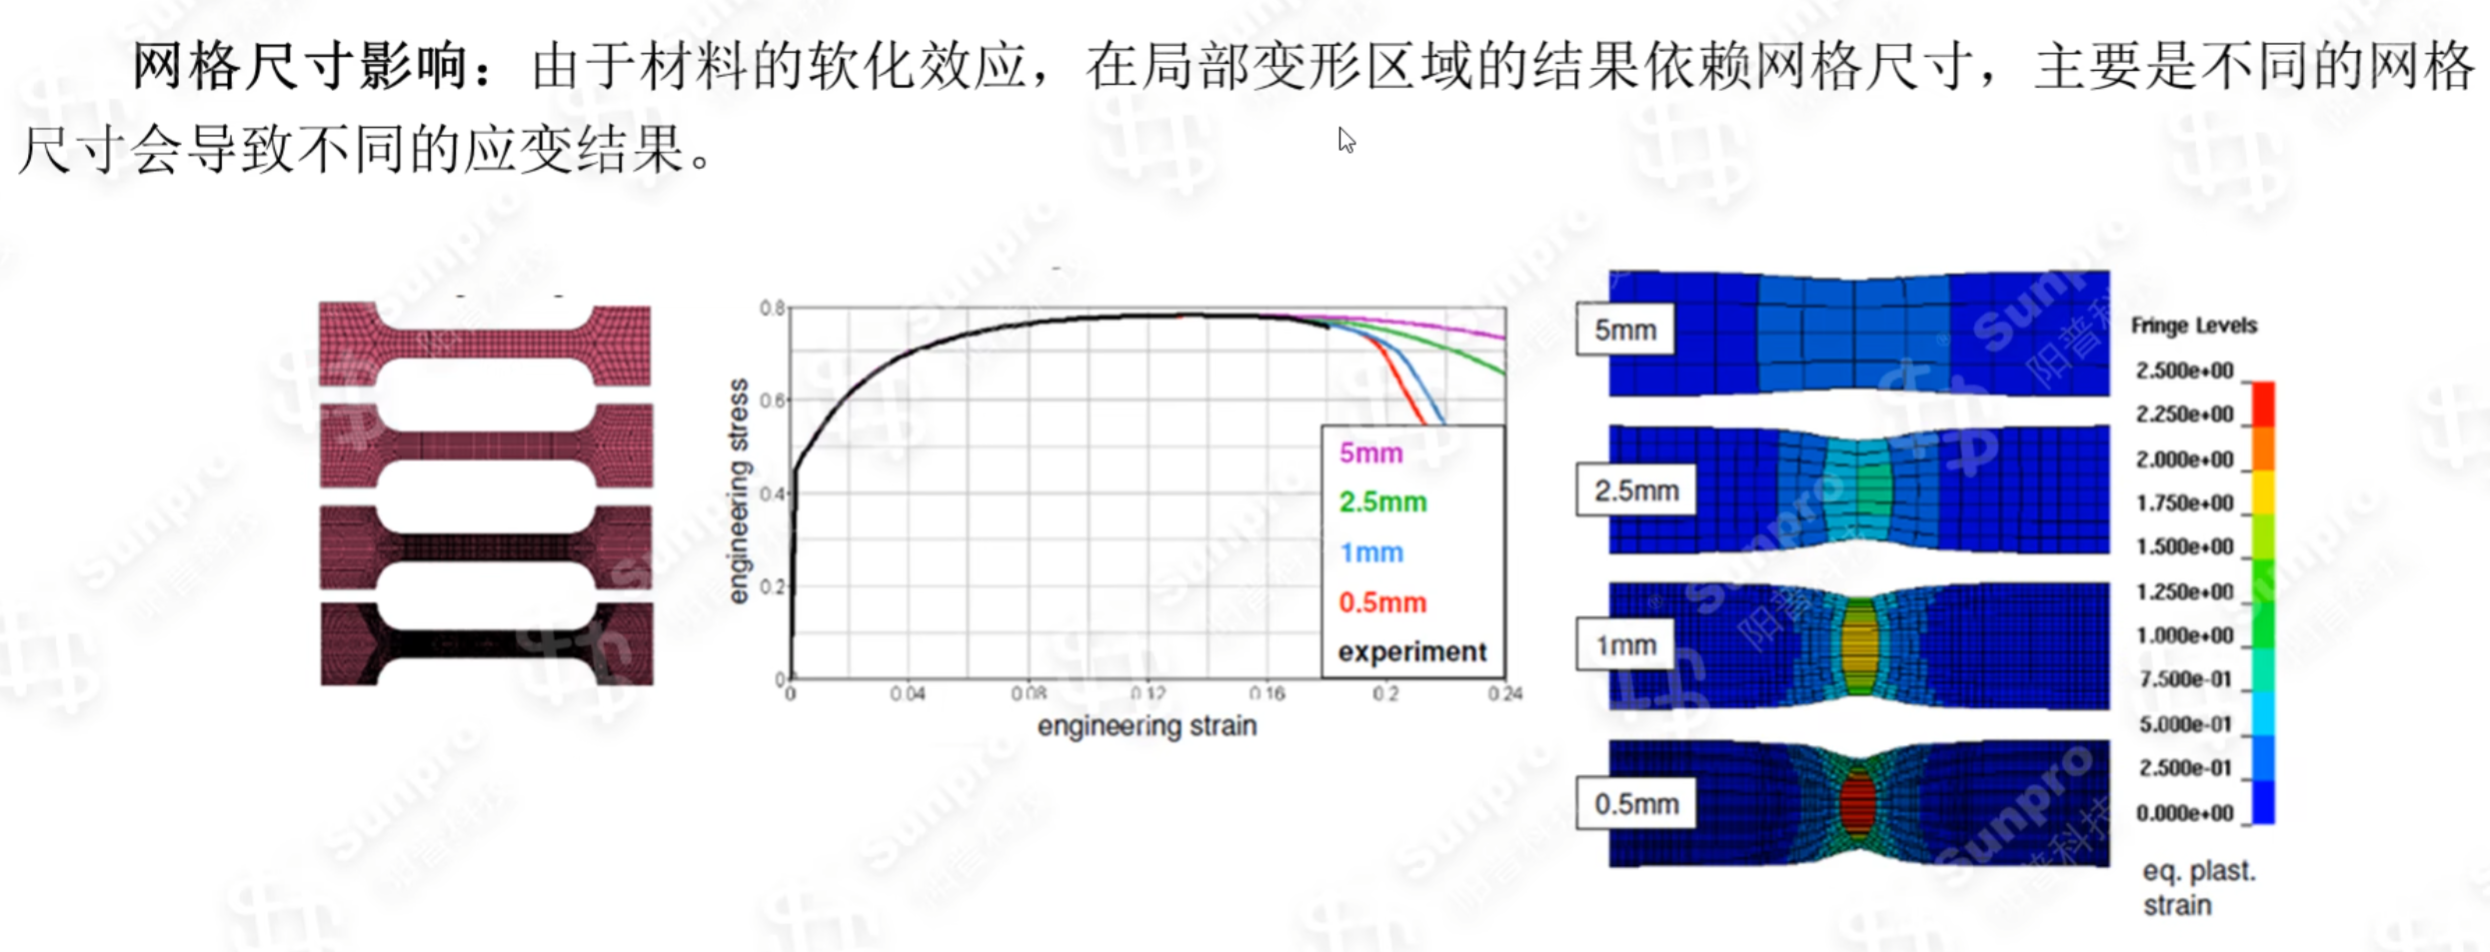 网格尺寸影响：由于材料的软化效应，在局部变形区域的结果依赖网格尺寸，主要是不同的网格
尺寸会导致不同的应变结果。
engineering stress
0.8
0.6
0.4
0.2
0
0
0.04
0.08
0.12
0.16
0.2
0.24
engineering strain
5mm
2.5mm
1mm
0.5mm
experiment
5mm
2.5mm
1mm
0.5mm
Fringe Levels
2.500e+00
2.250e+00
2.000e+00
1.750e+00
1.500e+00
1.250e+00
1.000e+00
7.500e-01
5.000e-01
2.500e-01
0.000e+00
eq. plast.
strain
Sunpro
阳普科技